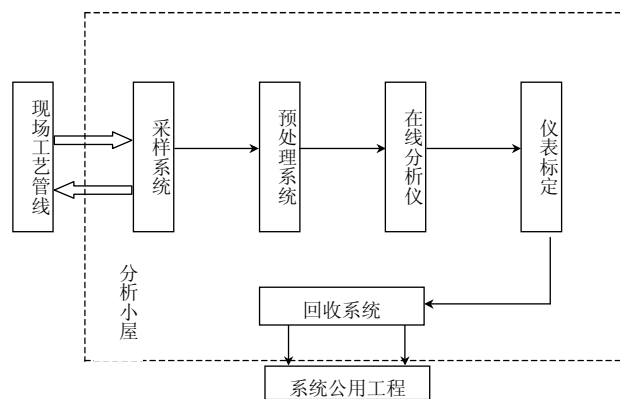 现场工艺管线
采样系统
预处理系统
在线分析仪
仪表标定
分析小屋
回收系统
系统公用工程